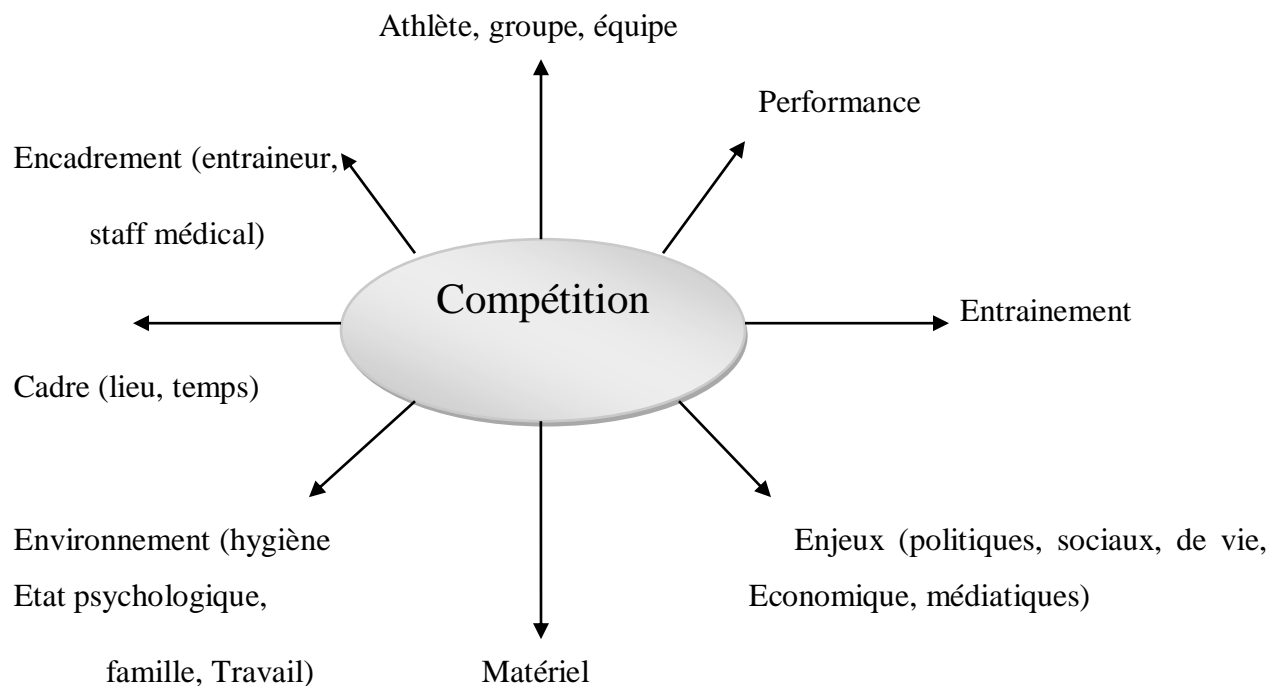 Athlète, groupe, équipe
Performance
Encadrement (entraineur,
staff médical)
Compétition
Entrainement
Cadre (lieu, temps)
Environnement (hygiène
Etat psychologique,
famille, Travail)
Enjeux (politiques, sociaux, de vie,
Economique, médiatiques)
Matériel